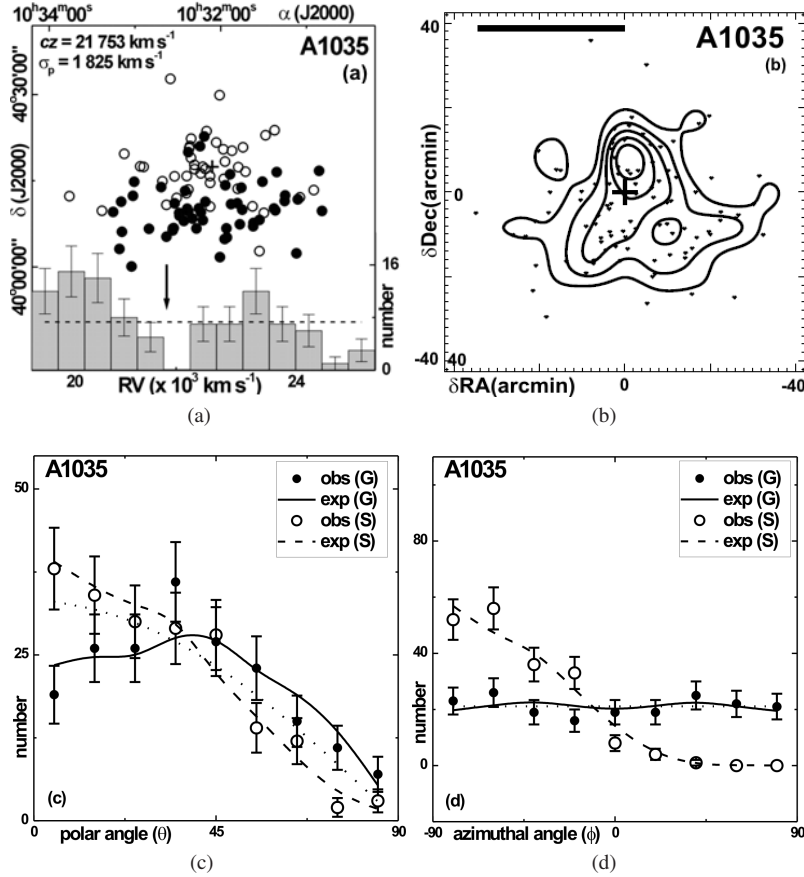 10ʰ34ᵐ00ˢ 10ʰ32ᵐ00ˢ α (J2000)
cz = 21 753 km s⁻¹
σₚ = 1 825 km s⁻¹
A1035
(a)
40°30'00"
δ (J2000)
40°00'00"
16
number
0
20 RV (x 10³ km s⁻¹) 24
(a)
40
A1035
(b)
δDec(arcmin)
0
-40
40 0 -40
δRA(arcmin)
(b)
A1035
obs (G)
exp (G)
obs (S)
exp (S)
50
25
0
number
(c)
0 45 90
polar angle (θ)
(c)
A1035
obs (G)
exp (G)
obs (S)
exp (S)
80
40
0
number
(d)
-90 0 90
azimuthal angle (ϕ)
(d)